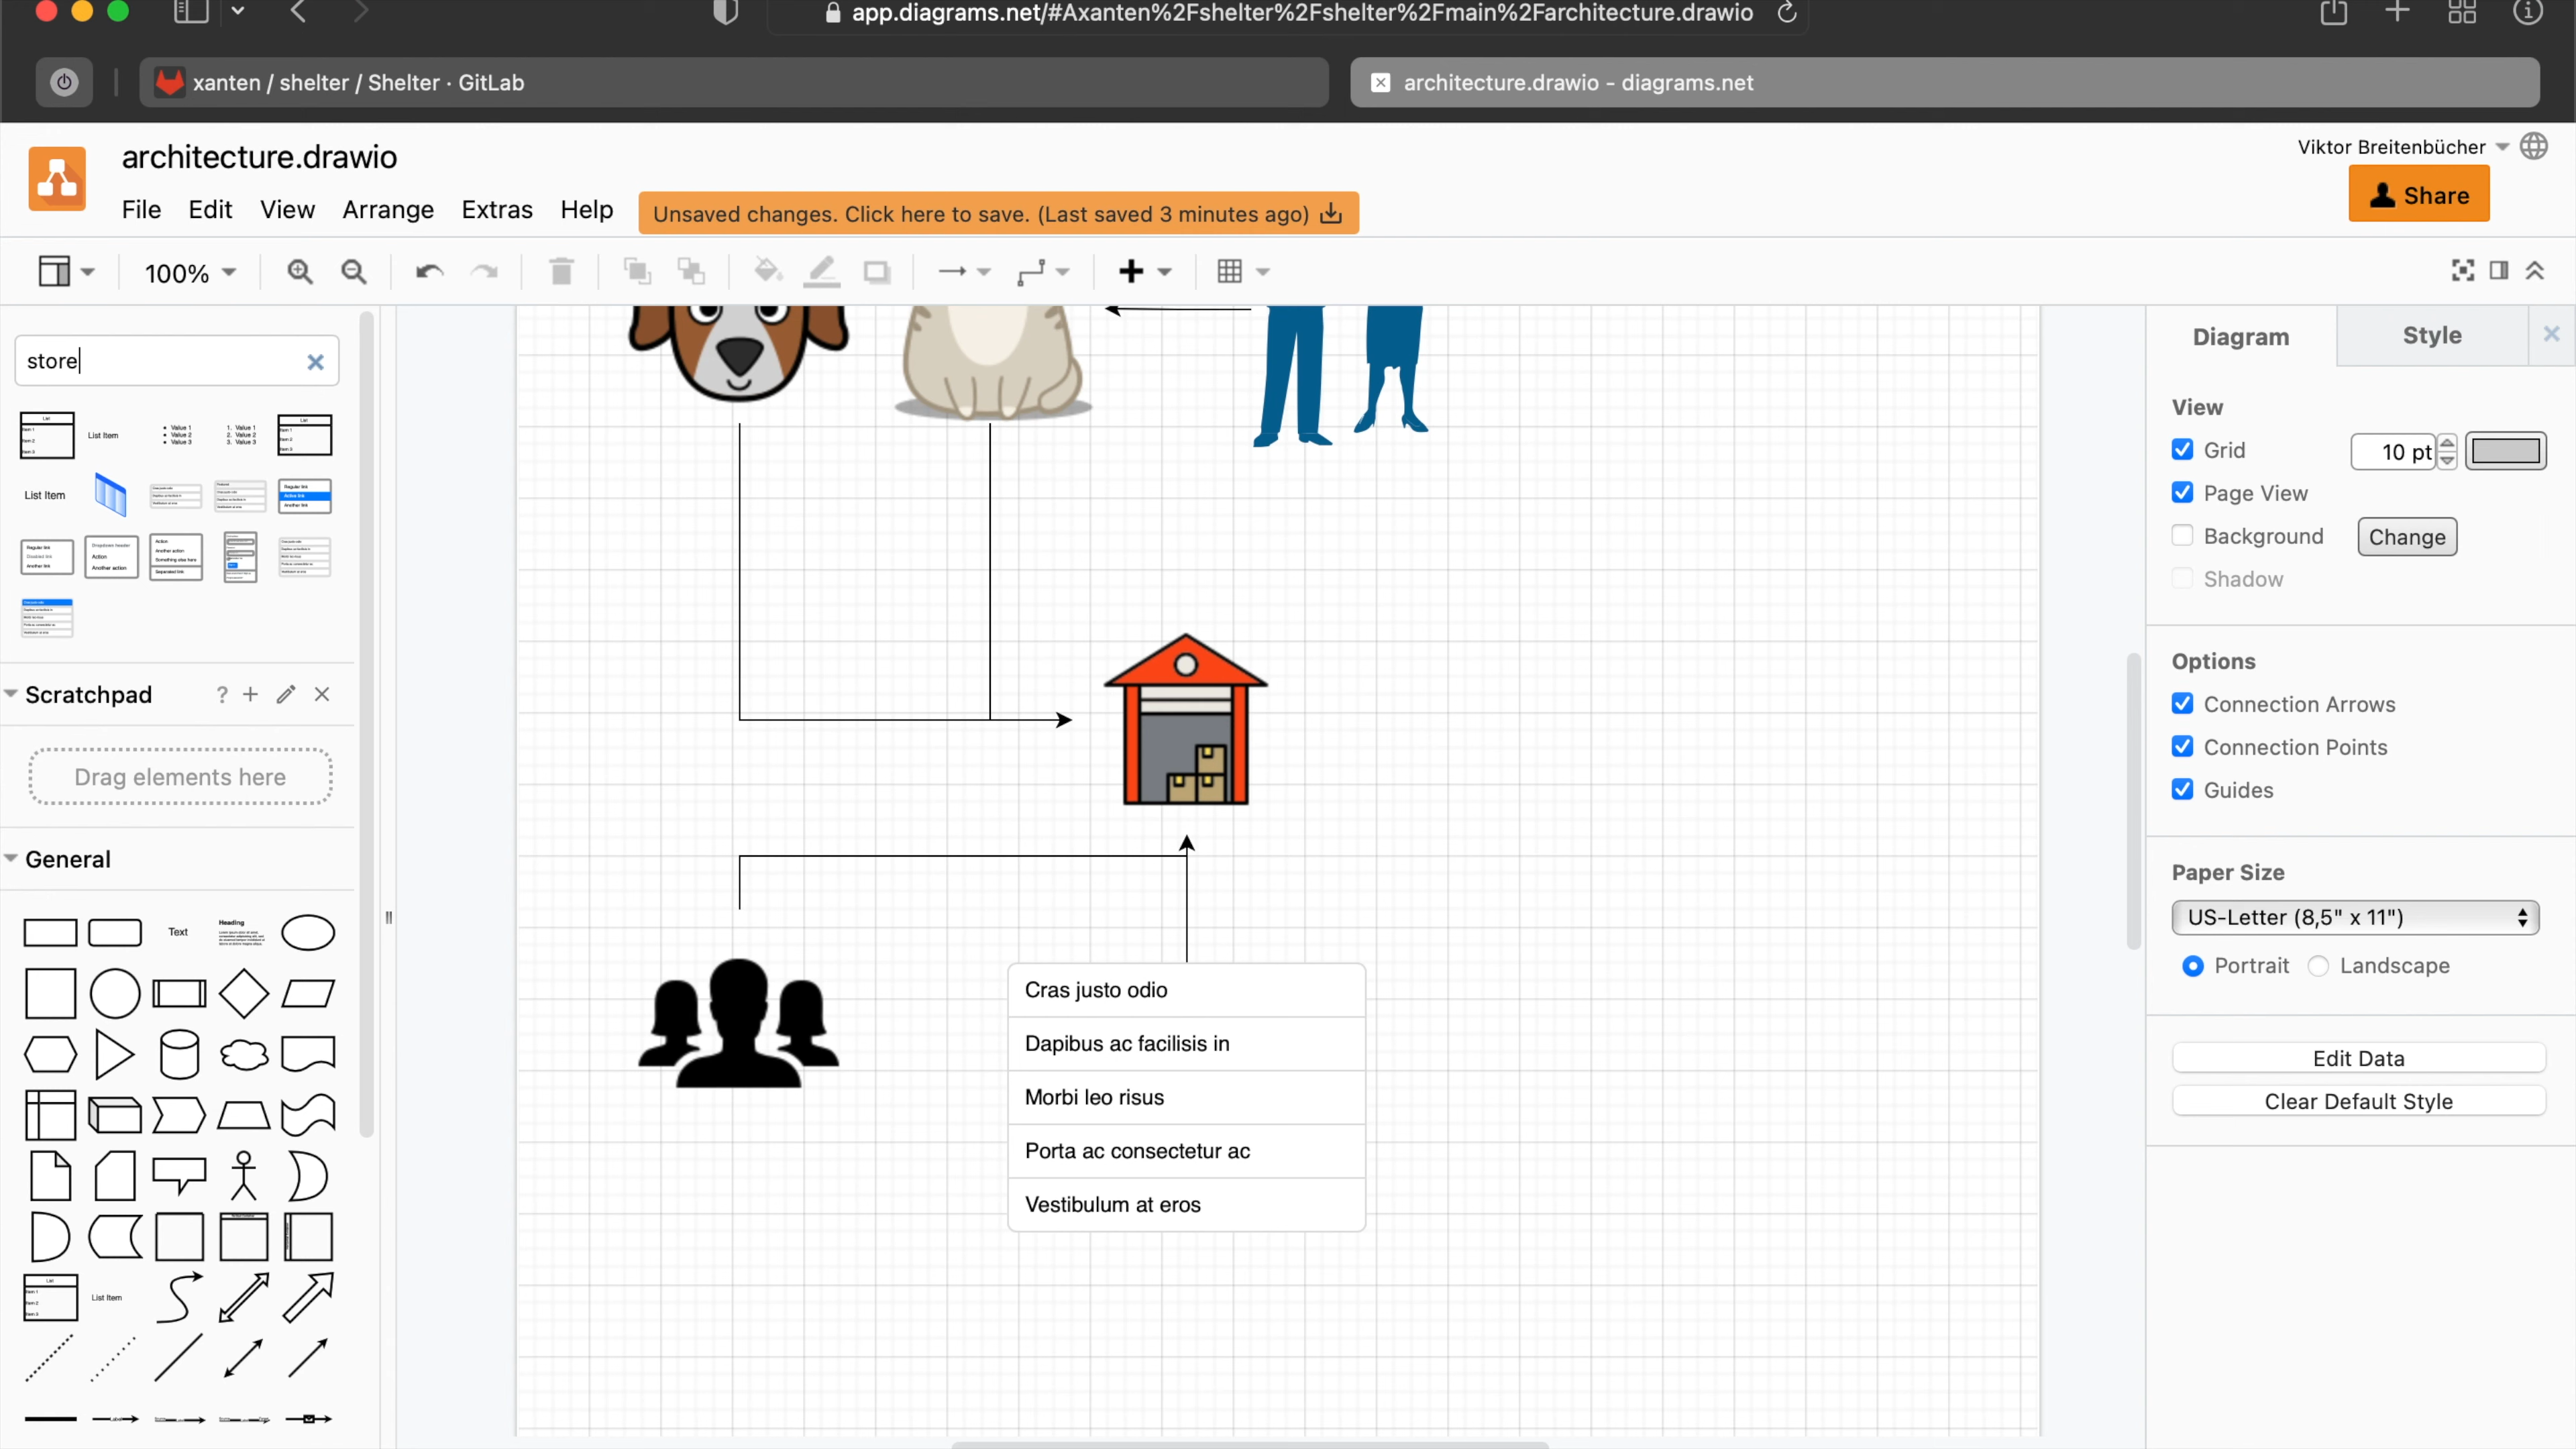 app.diagrams.net/#Axanten%2Fshelter%2Fshelter%2Fmain%2Farchitecture.drawio
xanten / shelter / Shelter · GitLab
architecture.drawio - diagrams.net
architecture.drawio
Viktor Breitenbücher
File Edit View Arrange Extras Help
Unsaved changes. Click here to save. (Last saved 3 minutes ago)
Share
100%
store
List Item
List Item
Scratchpad
?
Drag elements here
General
Text
Heading
List Item
Cras justo odio
Dapibus ac facilisis in
Morbi leo risus
Porta ac consectetur ac
Vestibulum at eros
Diagram
Style
View
Grid
10 pt
Page View
Background
Change
Shadow
Options
Connection Arrows
Connection Points
Guides
Paper Size
US-Letter (8,5" x 11")
Portrait
Landscape
Edit Data
Clear Default Style